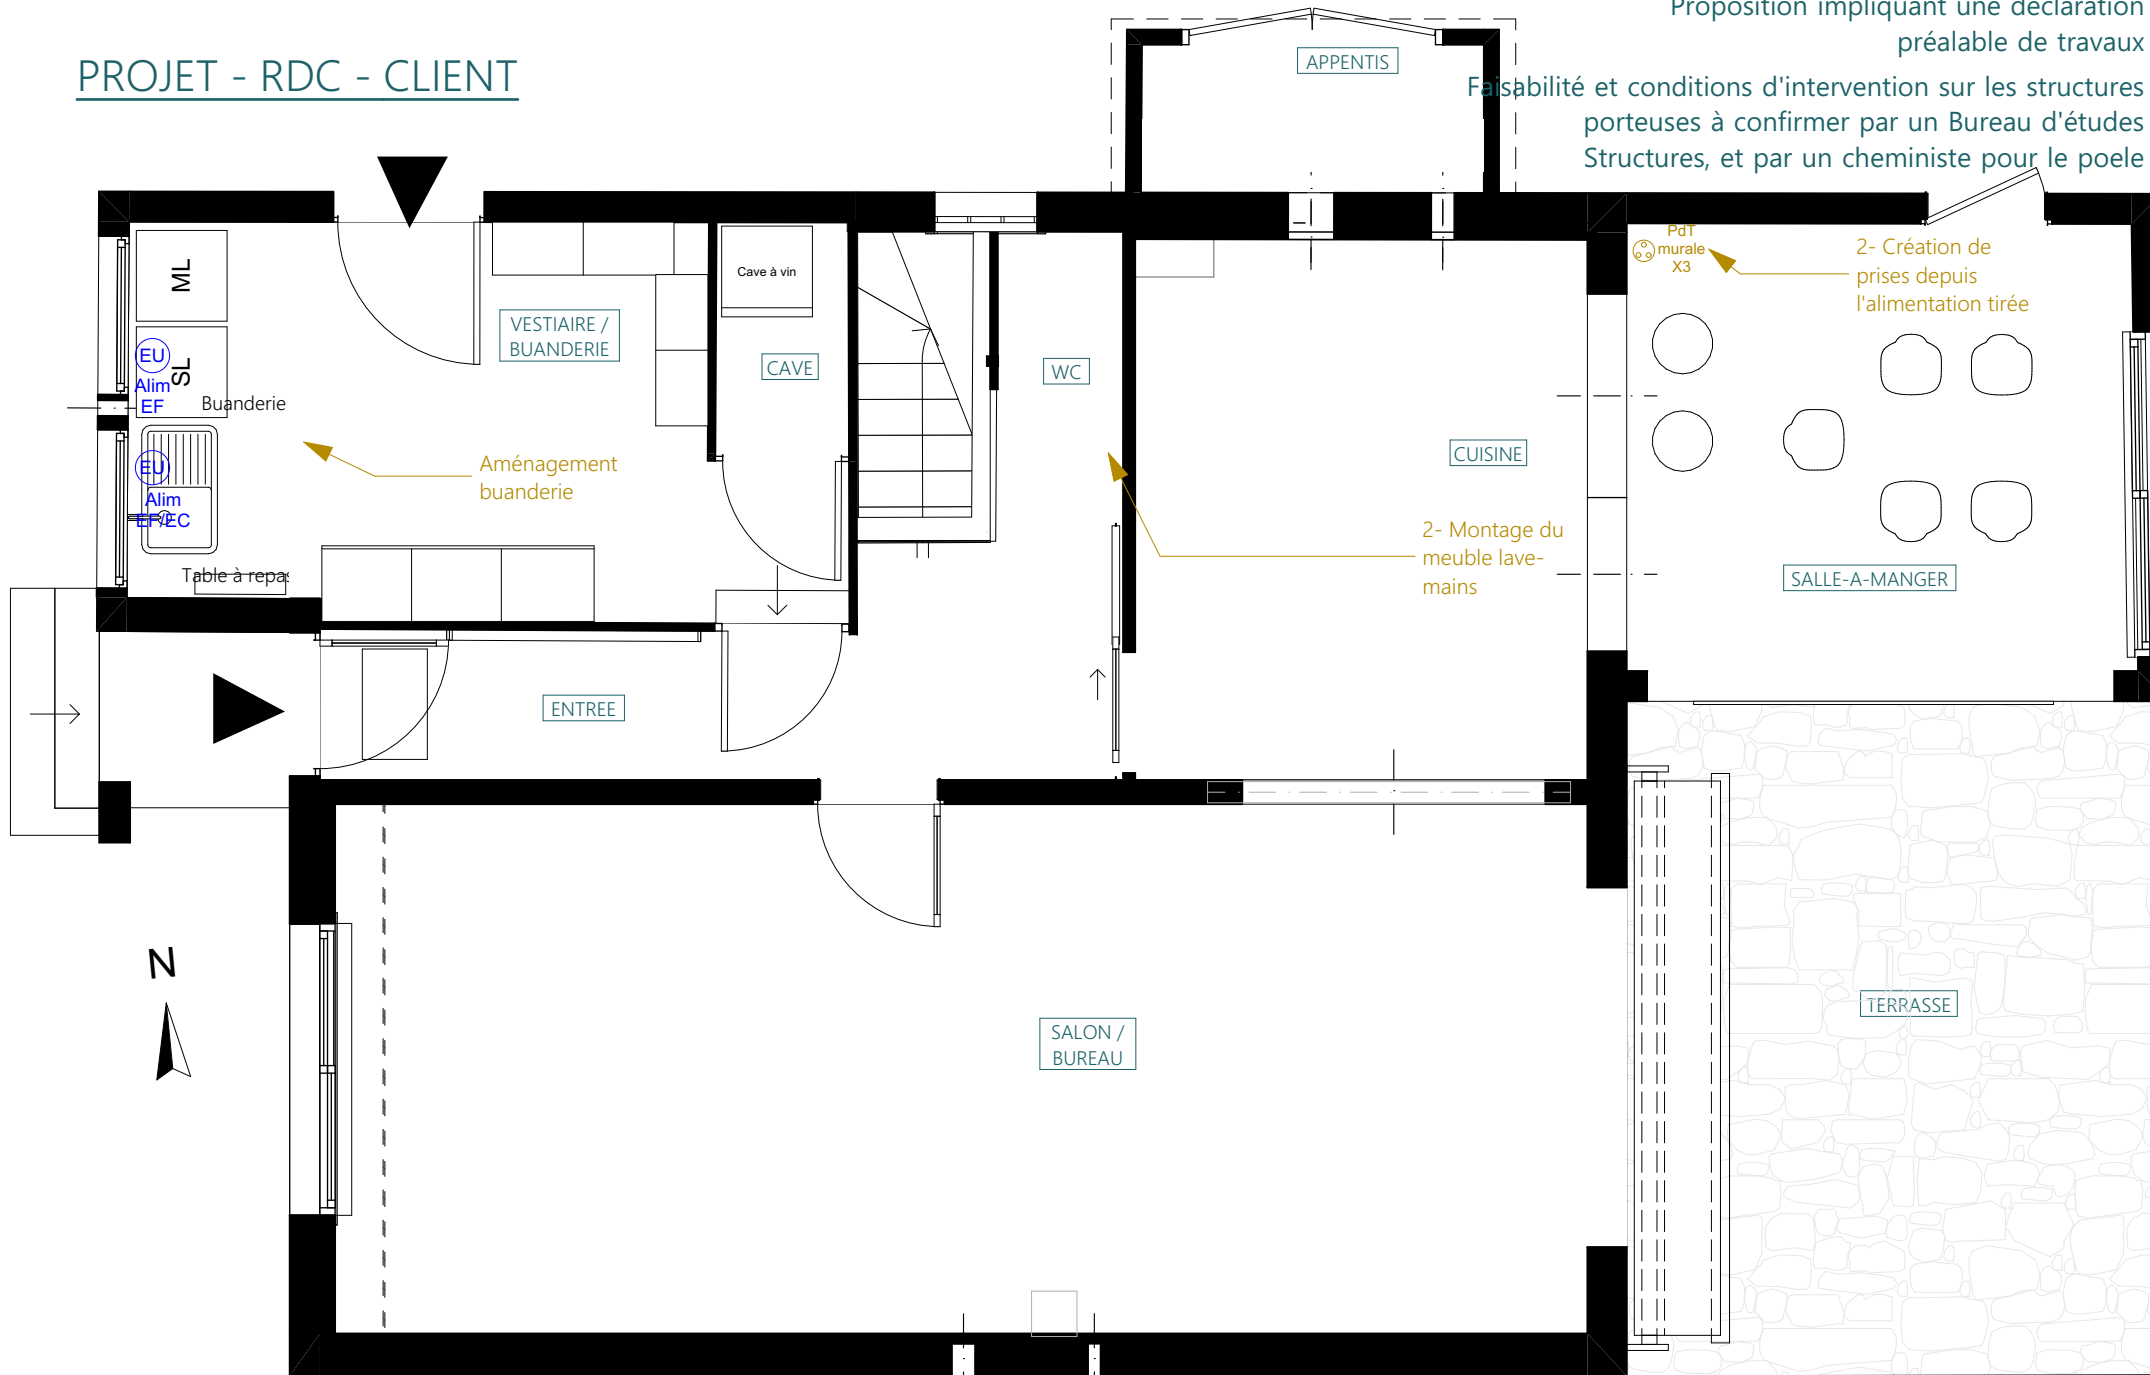 Proposition impliquant une déclaration
préalable de travaux
PROJET - RDC - CLIENT
APPENTIS
Faisabilité et conditions d'intervention sur les structures
porteuses à confirmer par un Bureau d'études
Structures, et par un cheministe pour le poele
PdT
murale
X3
2- Création de
prises depuis
l'alimentation tirée
ML
Cave à vin
VESTIAIRE /
BUANDERIE
EU
Alim
EF
SL
Buanderie
CAVE
WC
CUISINE
EU
Alim
EF/EC
Aménagement
buanderie
2- Montage du
meuble lave-
mains
SALLE-A-MANGER
Table à repas
ENTREE
N
SALON /
BUREAU
TERRASSE